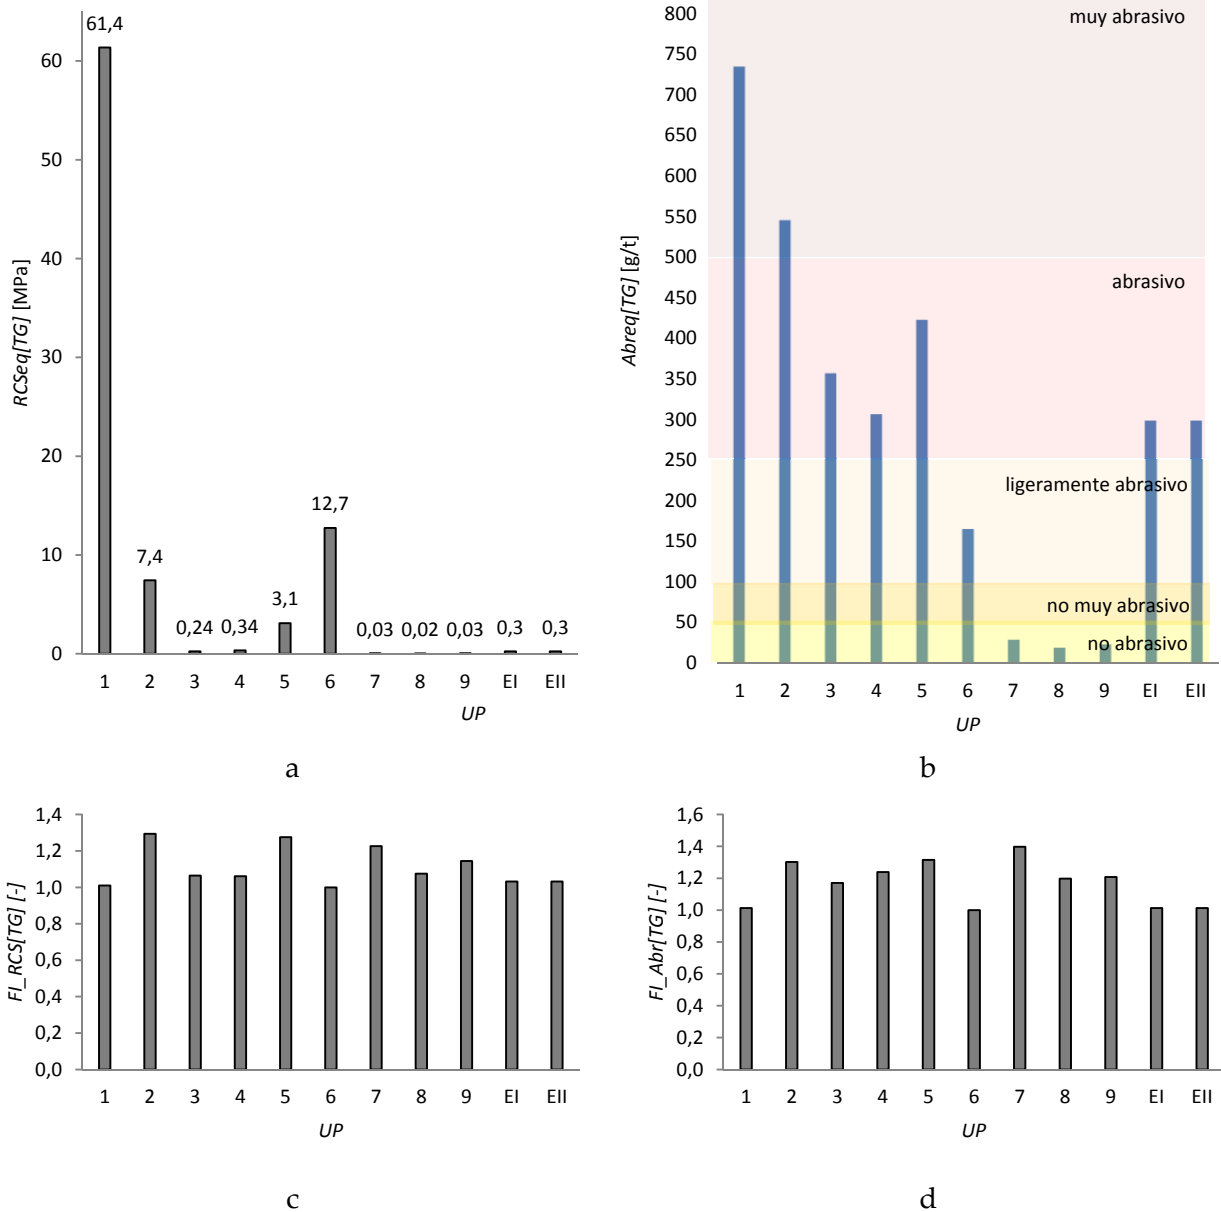 RCSeq[TG] [MPa]
60
50
40
30
20
10
0
61,4
7,4
0,24
0,34
3,1
12,7
0,03
0,02
0,03
0,3
0,3
1 2 3 4 5 6 7 8 9 EI EII
UP
a
Abreq[TG] [g/t]
800
750
700
650
600
550
500
450
400
350
300
250
200
150
100
50
0
muy abrasivo
abrasivo
ligeramente abrasivo
no muy abrasivo
no abrasivo
1 2 3 4 5 6 7 8 9 EI EII
UP
b
FI_RCS[TG] [-]
1,4
1,2
1,0
0,8
0,6
0,4
0,2
0,0
1 2 3 4 5 6 7 8 9 EI EII
UP
c
FI_Abr[TG] [-]
1,6
1,4
1,2
1,0
0,8
0,6
0,4
0,2
0,0
1 2 3 4 5 6 7 8 9 EI EII
UP
d